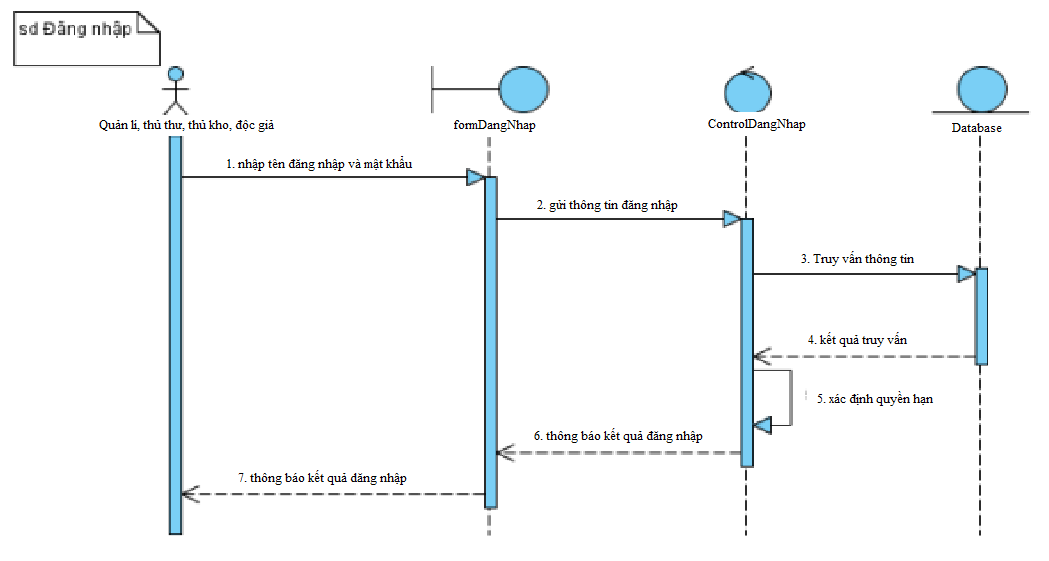 sd Đăng nhập
Quản lí, thủ thư, thủ kho, độc giả
formDangNhap
ControlDangNhap
Database
1. nhập tên đăng nhập và mật khẩu
2. gửi thông tin đăng nhập
3. Truy vấn thông tin
4. kết quả truy vấn
5. xác định quyền hạn
6. thông báo kết quả đăng nhập
7. thông báo kết quả dăng nhập